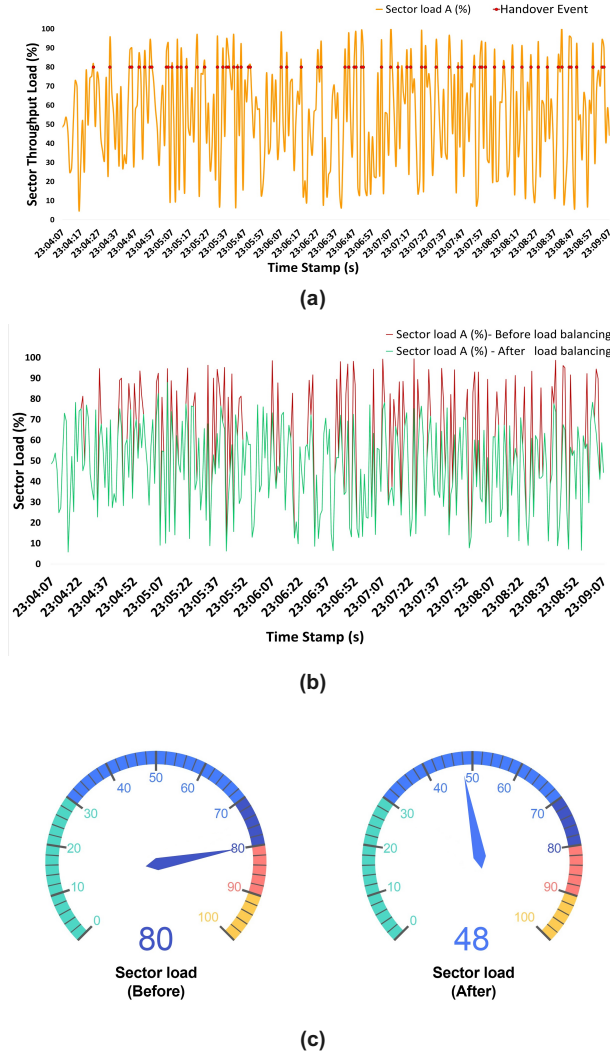 Sector load A (%) Handover Event
Sector Throughput Load (%)
100
90
80
70
60
50
40
30
20
10
0
23:04:07 23:04:17 23:04:27 23:04:37 23:04:47 23:04:57 23:05:07 23:05:17 23:05:27 23:05:37 23:05:47 23:05:57 23:06:07 23:06:17 23:06:27 23:06:37 23:06:47 23:06:57 23:07:07 23:07:17 23:07:27 23:07:37 23:07:47 23:07:57 23:08:07 23:08:17 23:08:27 23:08:37 23:08:47 23:08:57 23:09:07
Time Stamp (s)
(a)
Sector load A (%)- Before load balancing
Sector load A (%) - After load balancing
Sector Load (%)
100
90
80
70
60
50
40
30
20
10
0
23:04:07 23:04:22 23:04:37 23:04:52 23:05:07 23:05:22 23:05:37 23:05:52 23:06:07 23:06:22 23:06:37 23:06:52 23:07:07 23:07:22 23:07:37 23:07:52 23:08:07 23:08:22 23:08:37 23:08:52 23:09:07
Time Stamp (s)
(b)
0 10 20 30 40 50 60 70 80 90 100
80
Sector load
(Before)
0 10 20 30 40 50 60 70 80 90 100
48
Sector load
(After)
(c)